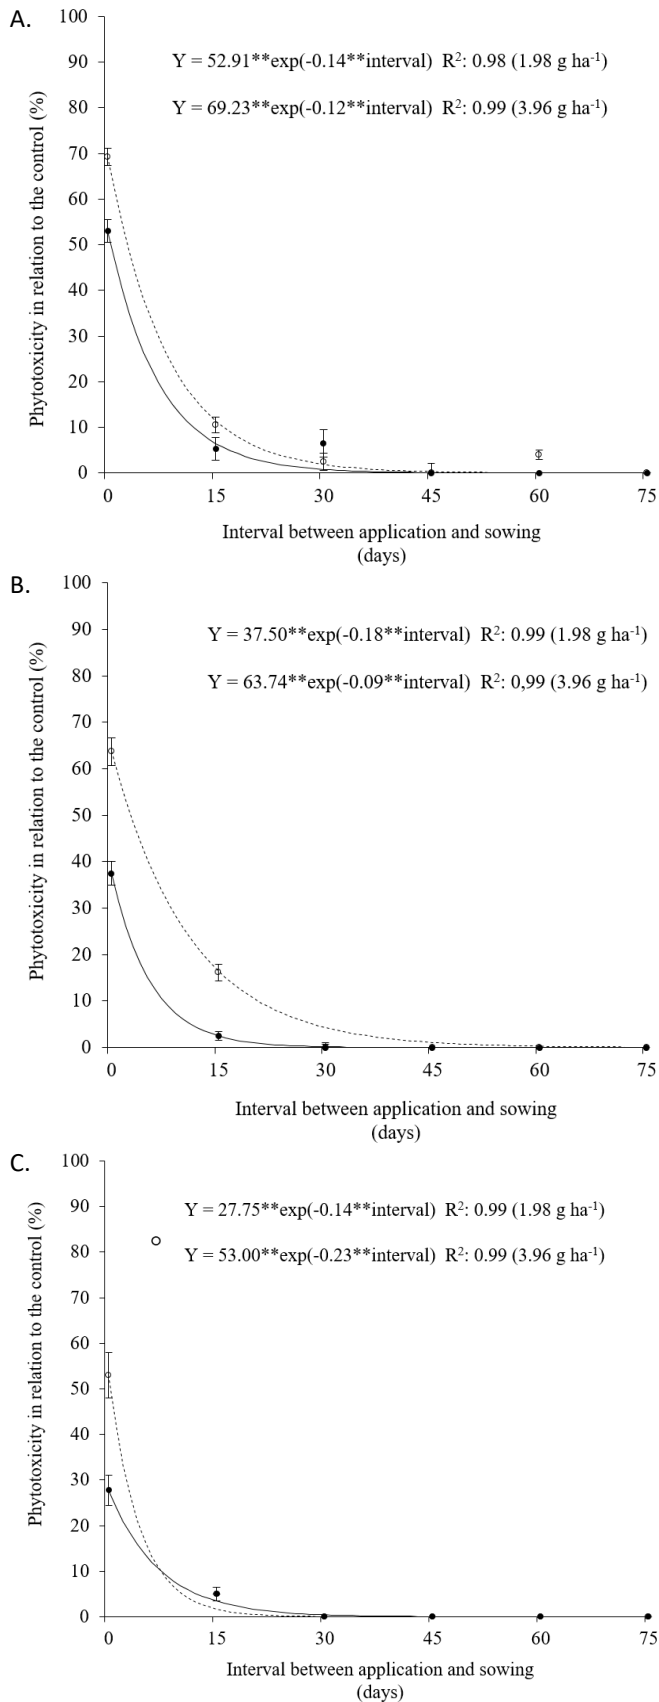 A.
Y = 52.91**exp(-0.14**interval) R²: 0.98 (1.98 g ha⁻¹)
Y = 69.23**exp(-0.12**interval) R²: 0.99 (3.96 g ha⁻¹)
Phytotoxicity in relation to the control (%)
100
90
80
70
60
50
40
30
20
10
0
0 15 30 45 60 75
Interval between application and sowing
(days)
B.
Y = 37.50**exp(-0.18**interval) R²: 0.99 (1.98 g ha⁻¹)
Y = 63.74**exp(-0.09**interval) R²: 0,99 (3.96 g ha⁻¹)
Phytotoxicity in relation to the control (%)
100
90
80
70
60
50
40
30
20
10
0
0 15 30 45 60 75
Interval between application and sowing
(days)
C.
Y = 27.75**exp(-0.14**interval) R²: 0.99 (1.98 g ha⁻¹)
Y = 53.00**exp(-0.23**interval) R²: 0.99 (3.96 g ha⁻¹)
Phytotoxicity in relation to the control (%)
100
90
80
70
60
50
40
30
20
10
0
0 15 30 45 60 75
Interval between application and sowing
(days)